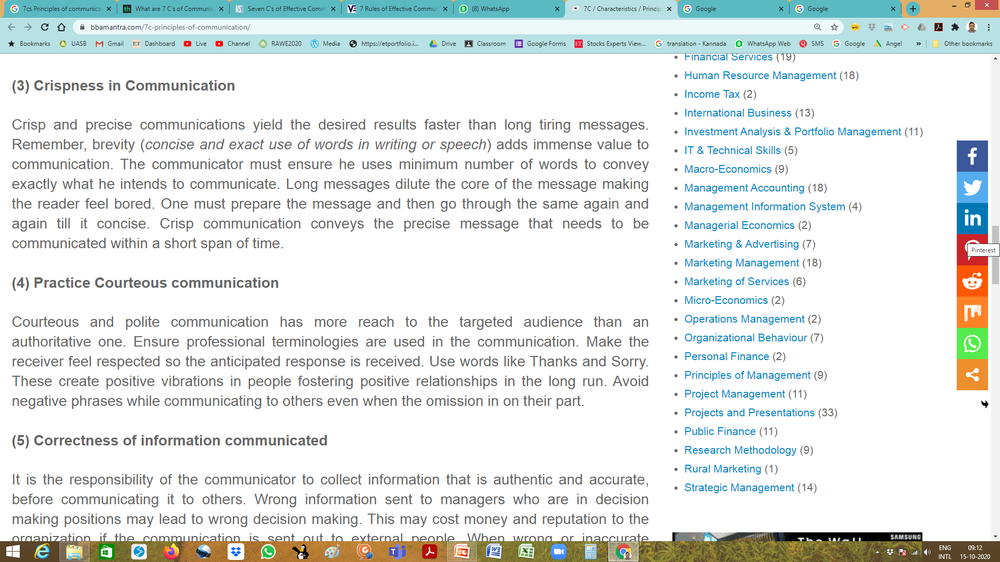 7cs Principles of communica
What are 7 C's of Communic
Seven C's of Effective Comm
7 Rules of Effective Commur
(8) WhatsApp
7C / Characteristics / Principl
Google
Google
bbamantra.com/7c-principles-of-communication/
Bookmarks
UASB
Gmail
Dashboard
Live
Channel
RAWE2020
Media
https://etportfolio.i...
Drive
Classroom
Google Forms
Stocks Experts View...
translation - Kannada
WhatsApp Web
SMS
Google
Angel
»
Other bookmarks
(3) Crispness in Communication
Crisp and precise communications yield the desired results faster than long tiring messages.
Remember, brevity (concise and exact use of words in writing or speech) adds immense value to
communication. The communicator must ensure he uses minimum number of words to convey
exactly what he intends to communicate. Long messages dilute the core of the message making
the reader feel bored. One must prepare the message and then go through the same again and
again till it concise. Crisp communication conveys the precise message that needs to be
communicated within a short span of time.
(4) Practice Courteous communication
Courteous and polite communication has more reach to the targeted audience than an
authoritative one. Ensure professional terminologies are used in the communication. Make the
receiver feel respected so the anticipated response is received. Use words like Thanks and Sorry.
These create positive vibrations in people fostering positive relationships in the long run. Avoid
negative phrases while communicating to others even when the omission in on their part.
(5) Correctness of information communicated
It is the responsibility of the communicator to collect information that is authentic and accurate,
before communicating it to others. Wrong information sent to managers who are in decision
making positions may lead to wrong decision making. This may cost money and reputation to the
organization if the communication is sent out to external people. When wrong or inaccurate
Financial Services (19)
Human Resource Management (18)
Income Tax (2)
International Business (13)
Investment Analysis & Portfolio Management (11)
IT & Technical Skills (5)
Macro-Economics (9)
Management Accounting (18)
Management Information System (4)
Managerial Economics (2)
Marketing & Advertising (7)
Marketing Management (18)
Marketing of Services (6)
Micro-Economics (2)
Operations Management (2)
Organizational Behaviour (7)
Personal Finance (2)
Principles of Management (9)
Project Management (11)
Projects and Presentations (33)
Public Finance (11)
Research Methodology (9)
Rural Marketing (1)
Strategic Management (14)
Pinterest
The Wall
SAMSUNG
ENG
INTL
09:12
15-10-2020